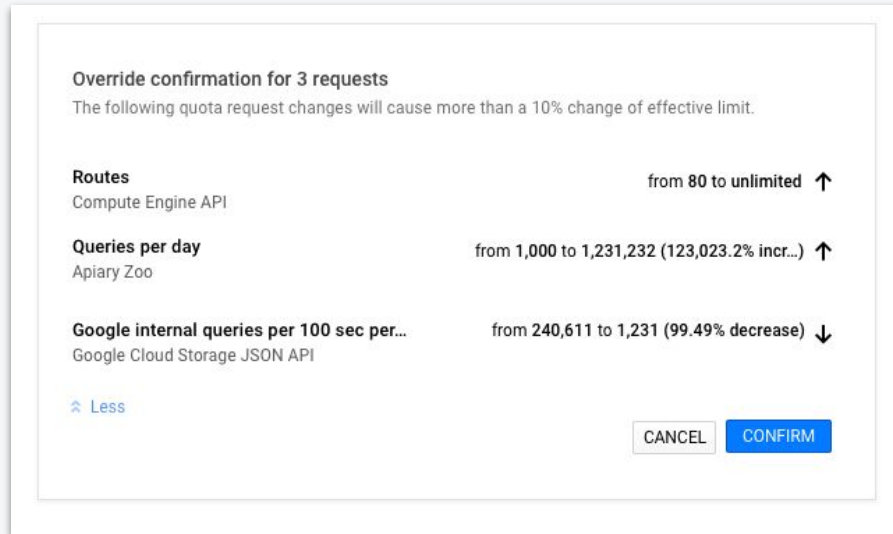 Override confirmation for 3 requests
The following quota request changes will cause more than a 10% change of effective limit.
Routes
from 80 to unlimited
Compute Engine API
Queries per day
from 1,000 to 1,231,232 (123,023.2% incr...)
Apiary Zoo
Google internal queries per 100 sec per...
from 240,611 to 1,231 (99.49% decrease)
Google Cloud Storage JSON API
Less
CANCEL
CONFIRM